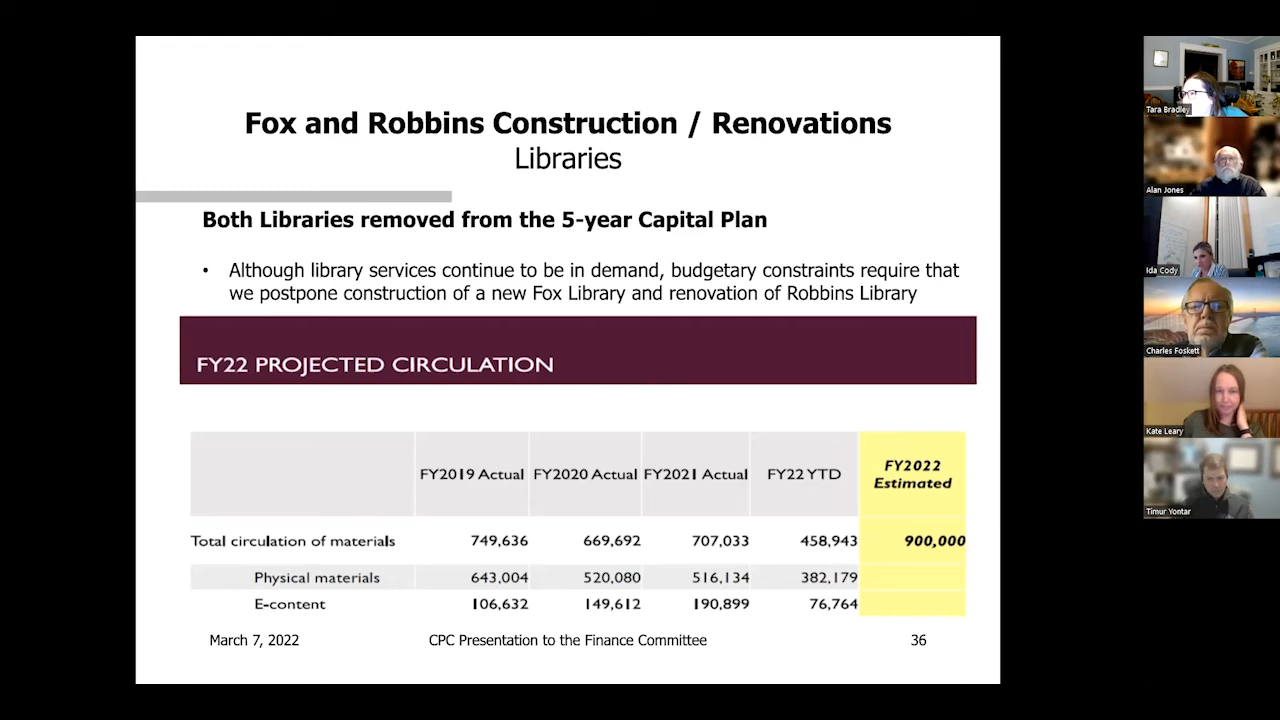 Fox and Robbins Construction / Renovations
Libraries
Both Libraries removed from the 5-year Capital Plan
• Although library services continue to be in demand, budgetary constraints require that
we postpone construction of a new Fox Library and renovation of Robbins Library
FY22 PROJECTED CIRCULATION
FY2019 Actual FY2020 Actual FY2021 Actual FY22 YTD FY2022 Estimated
Total circulation of materials 749,636 669,692 707,033 458,943 900,000
Physical materials 643,004 520,080 516,134 382,179
E-content 106,632 149,612 190,899 76,764
March 7, 2022 CPC Presentation to the Finance Committee 36
Tara Bradley
Alan Jones
Ida Cody
Charles Foskett
Kate Leary
Timur Yontar